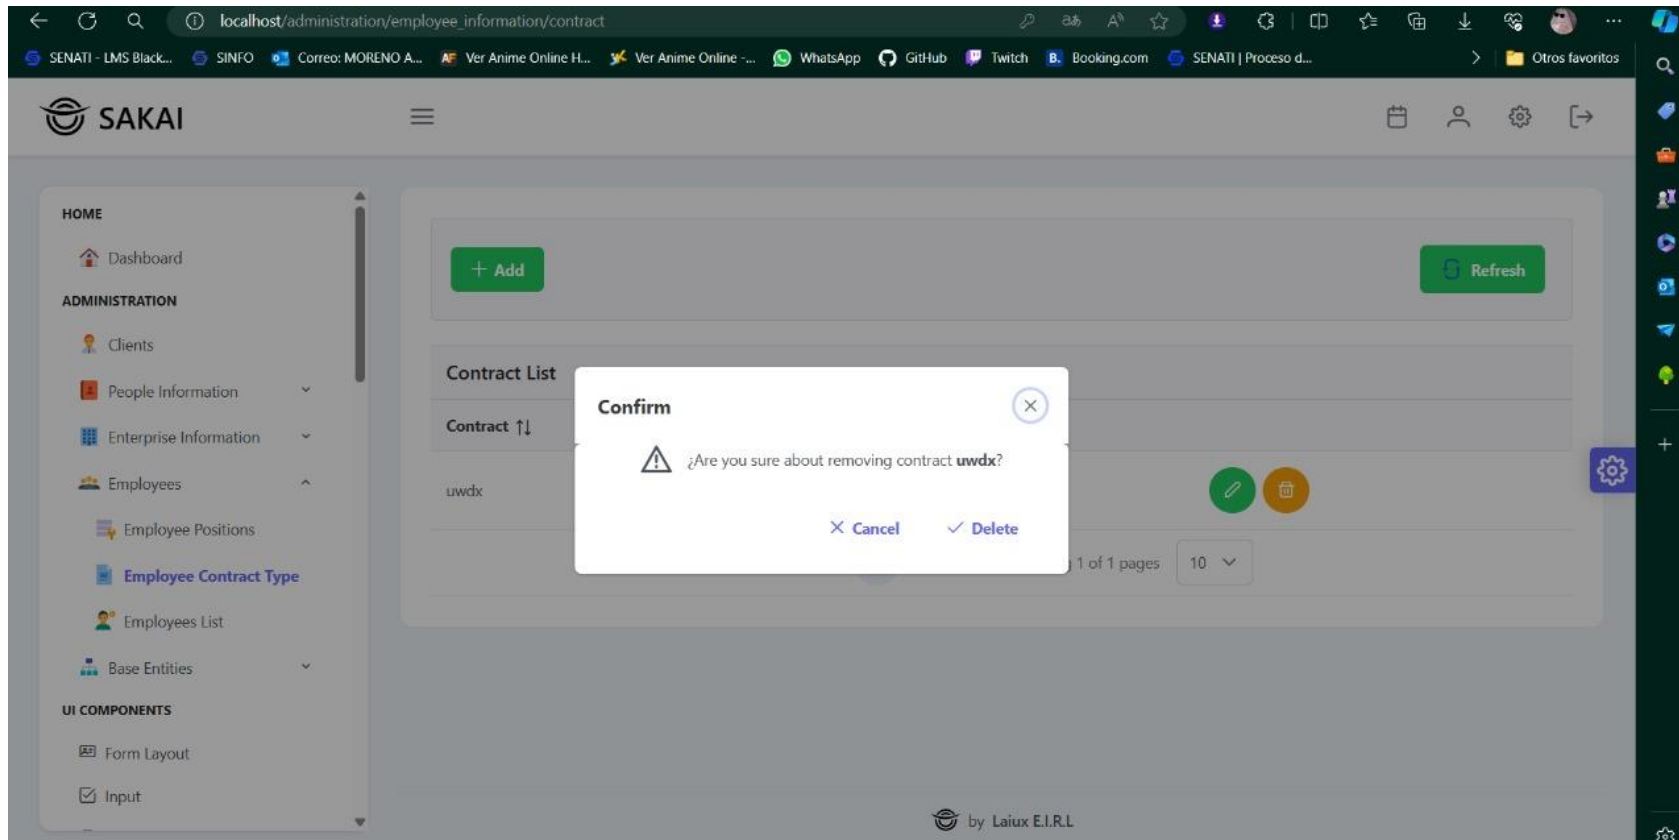 localhost/administration/employee_information/contract
SENATI - LMS Black... SINFO Correo: MORENO A... AF Ver Anime Online H... Ver Anime Online -... WhatsApp GitHub Twitch B. Booking.com SENATI | Proceso d... Otros favoritos
SAKAI
HOME
Dashboard
ADMINISTRATION
Clients
People Information
Enterprise Information
Employees
Employee Positions
Employee Contract Type
Employees List
Base Entities
UI COMPONENTS
Form Layout
Input
+ Add Refresh
Contract List
Contract
uwdx
Confirm
¿Are you sure about removing contract uwdx?
Cancel Delete
1 of 1 pages 10
by Laiux E.I.R.L